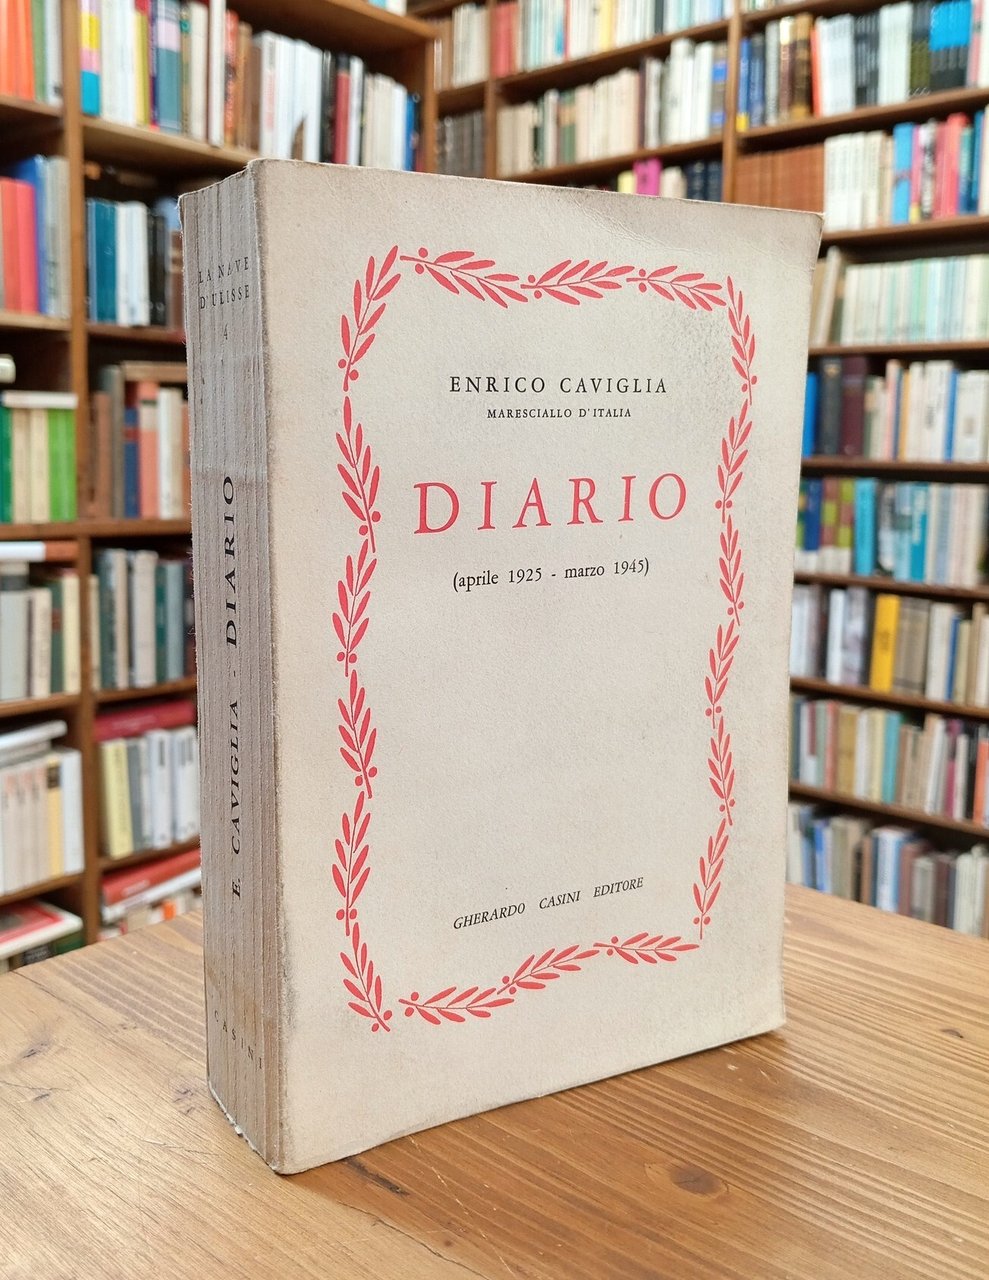 LA NAVE
D'ULISSE
4
E. CAVIGLIA - DIARIO
CASINI
ENRICO CAVIGLIA
MARESCIALLO D'ITALIA
DIARIO
(aprile 1925 - marzo 1945)
GHERARDO CASINI EDITORE